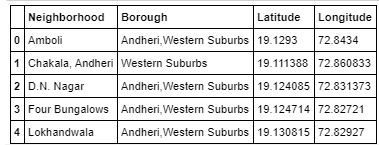 Neighborhood Borough Latitude Longitude
0 Amboli Andheri,Western Suburbs 19.1293 72.8434
1 Chakala, Andheri Western Suburbs 19.111388 72.860833
2 D.N. Nagar Andheri,Western Suburbs 19.124085 72.831373
3 Four Bungalows Andheri,Western Suburbs 19.124714 72.82721
4 Lokhandwala Andheri,Western Suburbs 19.130815 72.82927